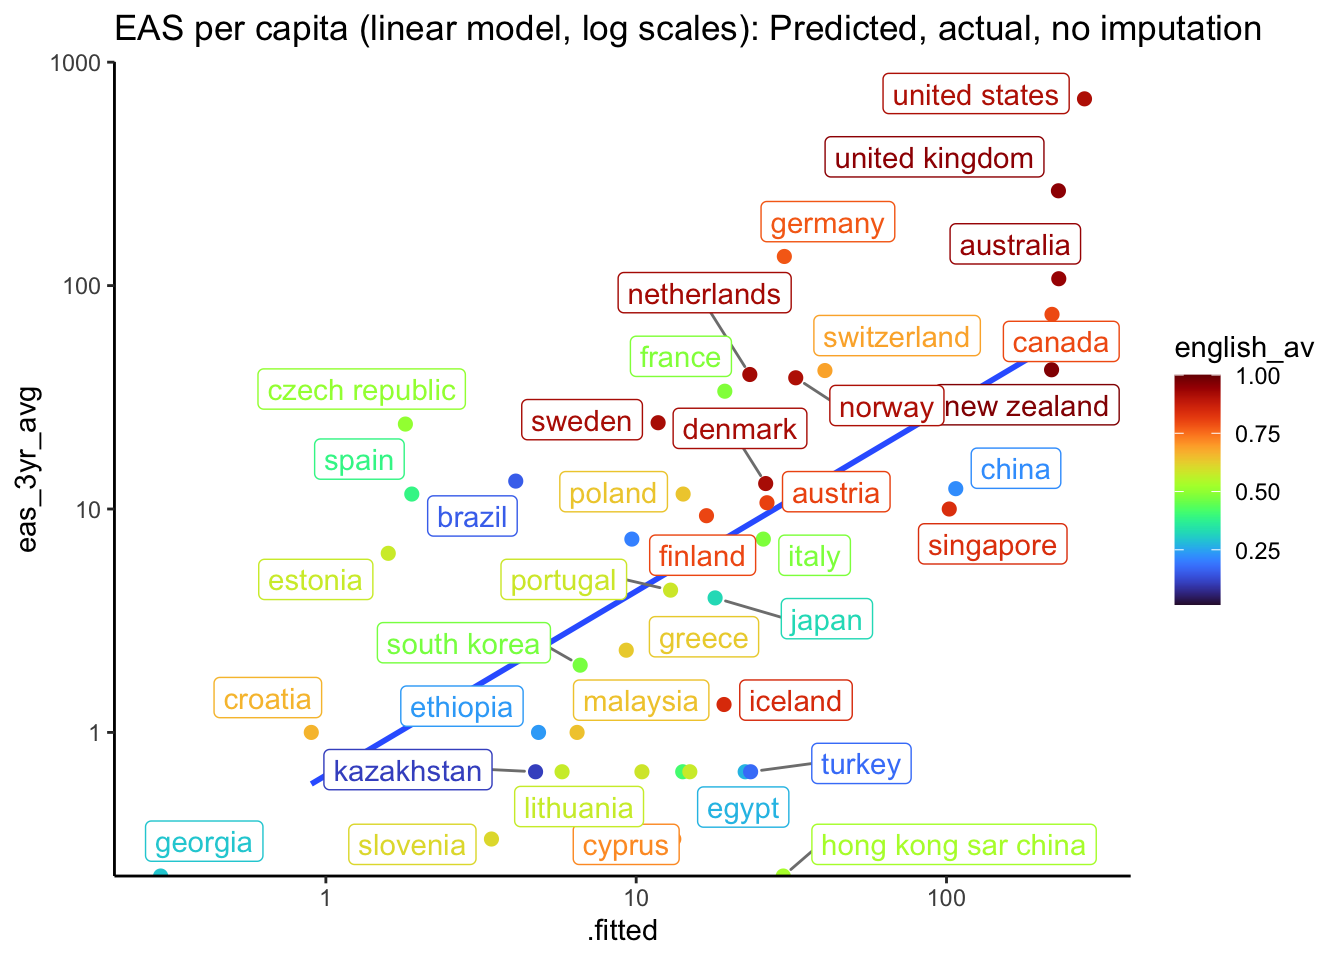 EAS per capita (linear model, log scales): Predicted, actual, no imputation
1000
100
10
1
eas_3yr_avg
united states
united kingdom
germany
australia
netherlands
switzerland
canada
france
czech republic
norway
new zealand
sweden
denmark
spain
china
poland
austria
brazil
singapore
finland
italy
estonia
portugal
japan
south korea
greece
croatia
ethiopia
malaysia
iceland
kazakhstan
turkey
lithuania
egypt
georgia
slovenia
cyprus
hong kong sar china
1
10
100
.fitted
english_av
1.00
0.75
0.50
0.25